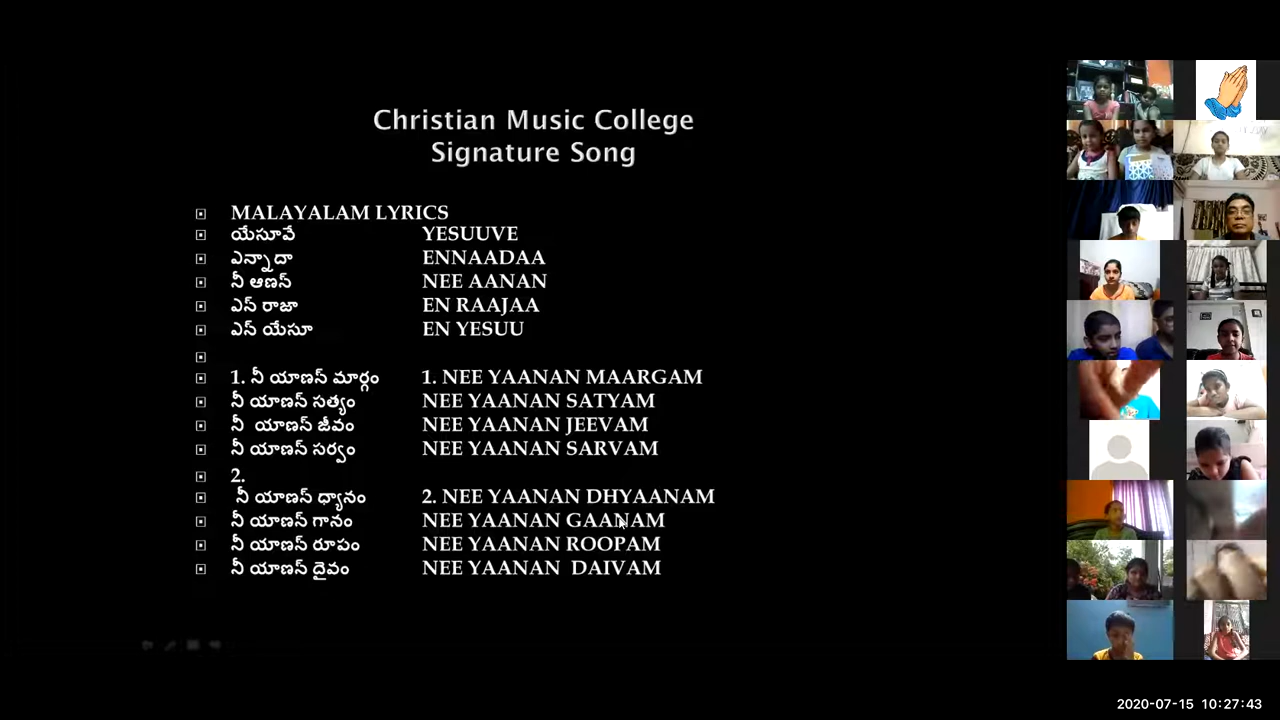 Christian Music College
Signature Song
MALAYALAM LYRICS
యేసూవే YESUUVE
ఎన్నాదా ENNAADAA
నీ ఆణన్ NEE AANAN
ఎన్ రాజా EN RAAJAA
ఎన్ యేసూ EN YESUU
1. నీ యాణన్ మార్గం 1. NEE YAANAN MAARGAM
నీ యాణన్ సత్యం NEE YAANAN SATYAM
నీ యాణన్ జీవం NEE YAANAN JEEVAM
నీ యాణన్ సర్వం NEE YAANAN SARVAM
2.
నీ యాణన్ ధ్యానం 2. NEE YAANAN DHYAANAM
నీ యాణన్ గానం NEE YAANAN GAANAM
నీ యాణన్ రూపం NEE YAANAN ROOPAM
నీ యాణన్ దైవం NEE YAANAN DAIVAM
2020-07-15 10:27:43